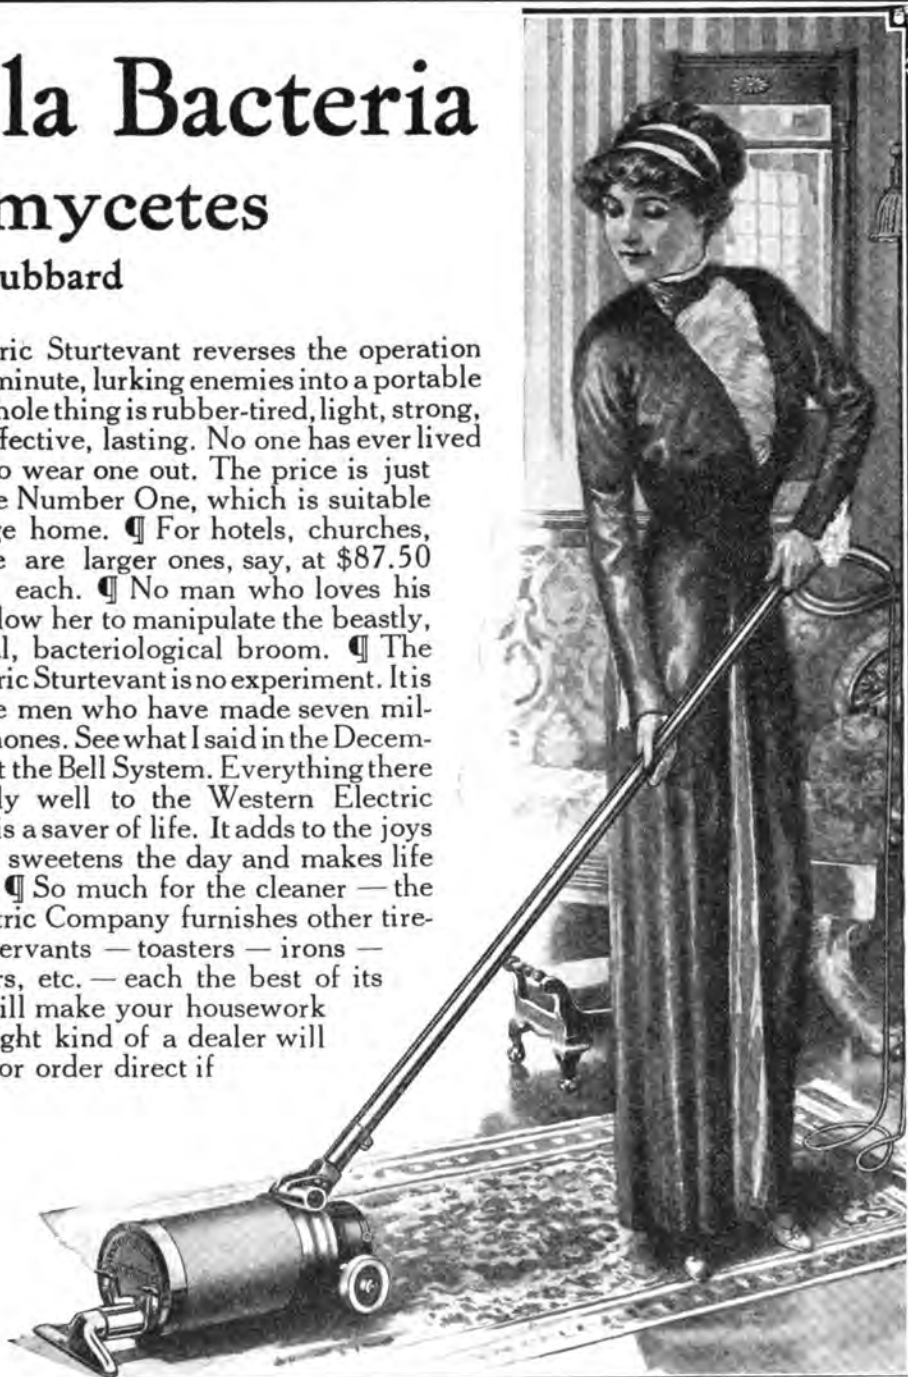 la Bacteria
mycetes
ubbard
ric Sturtevant reverses the operation
minute, lurking enemies into a portable
hole thing is rubber-tired, light, strong,
fective, lasting. No one has ever lived
o wear one out. The price is just
e Number One, which is suitable
ge home. ¶ For hotels, churches,
e are larger ones, say, at $87.50
each. ¶ No man who loves his
low her to manipulate the beastly,
l, bacteriological broom. ¶ The
ric Sturtevant is no experiment. It is
e men who have made seven mil-
hones. See what I said in the Decem-
t the Bell System. Everything there
ly well to the Western Electric
is a saver of life. It adds to the joys
sweetens the day and makes life
¶ So much for the cleaner — the
tric Company furnishes other tire-
ervants — toasters — irons —
rs, etc. — each the best of its
ill make your housework
ght kind of a dealer will
or order direct if